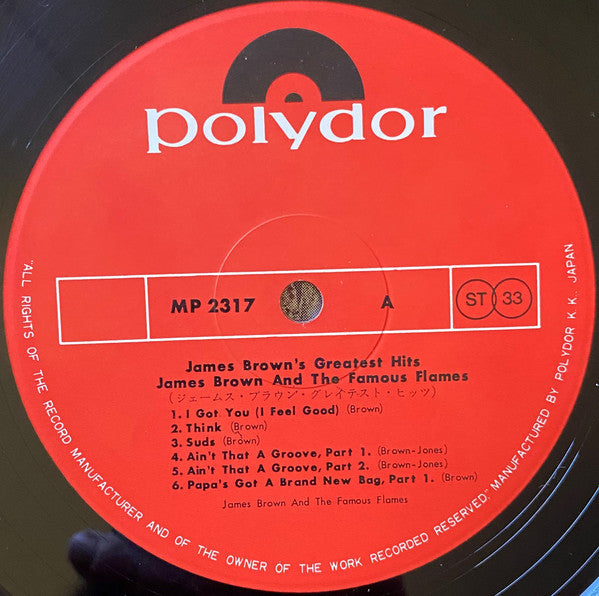 polydor
MP 2317 A ST 33
James Brown's Greatest Hits
James Brown And The Famous Flames
(ジェームス・ブラウン・グレイテスト・ヒッツ)
1. I Got You (I Feel Good) (Brown)
2. Think (Brown)
3. Suds (Brown)
4. Ain't That A Groove, Part 1. (Brown-Jones)
5. Ain't That A Groove, Part 2. (Brown-Jones)
6. Papa's Got A Brand New Bag, Part 1. (Brown)
James Brown And The Famous Flames
"ALL RIGHTS OF THE RECORD MANUFACTURER AND OF THE OWNER OF THE WORK RECORDED RESERVED" MANUFACTURED BY POLYDOR K.K. JAPAN